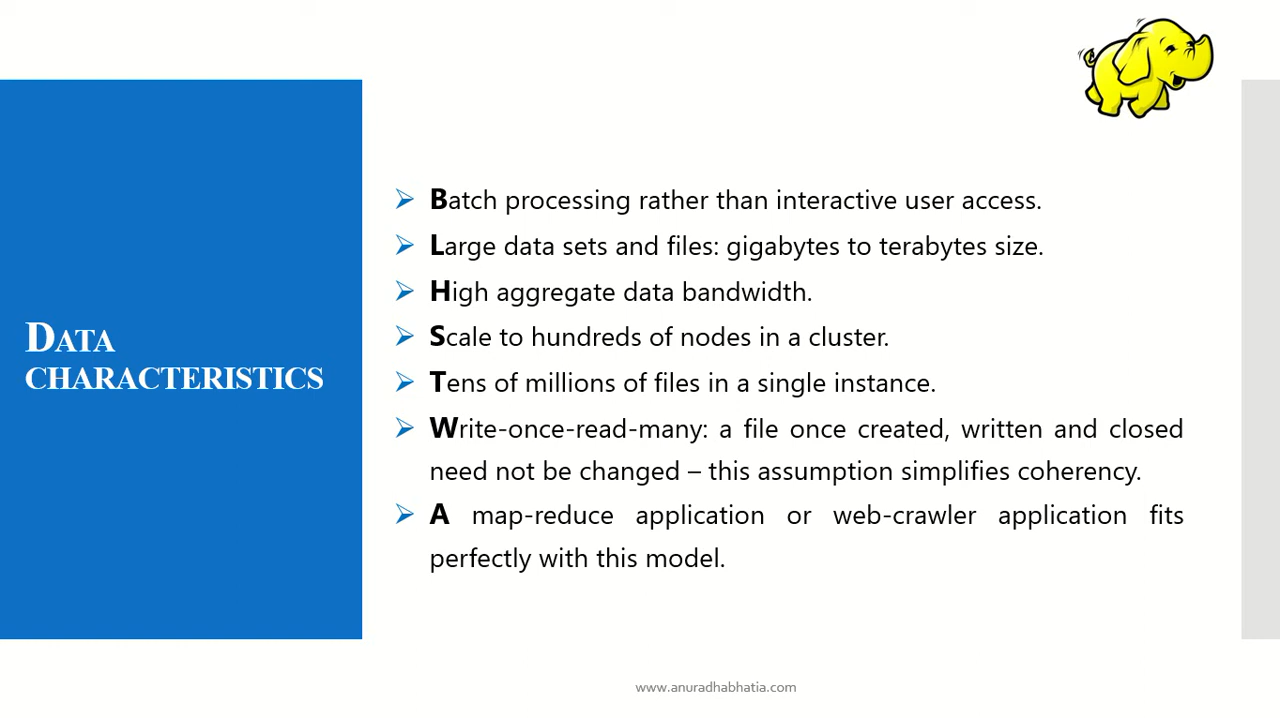 DATA
CHARACTERISTICS
Batch processing rather than interactive user access.
Large data sets and files: gigabytes to terabytes size.
High aggregate data bandwidth.
Scale to hundreds of nodes in a cluster.
Tens of millions of files in a single instance.
Write-once-read-many: a file once created, written and closed
need not be changed – this assumption simplifies coherency.
A map-reduce application or web-crawler application fits
perfectly with this model.
www.anuradhabhatia.com